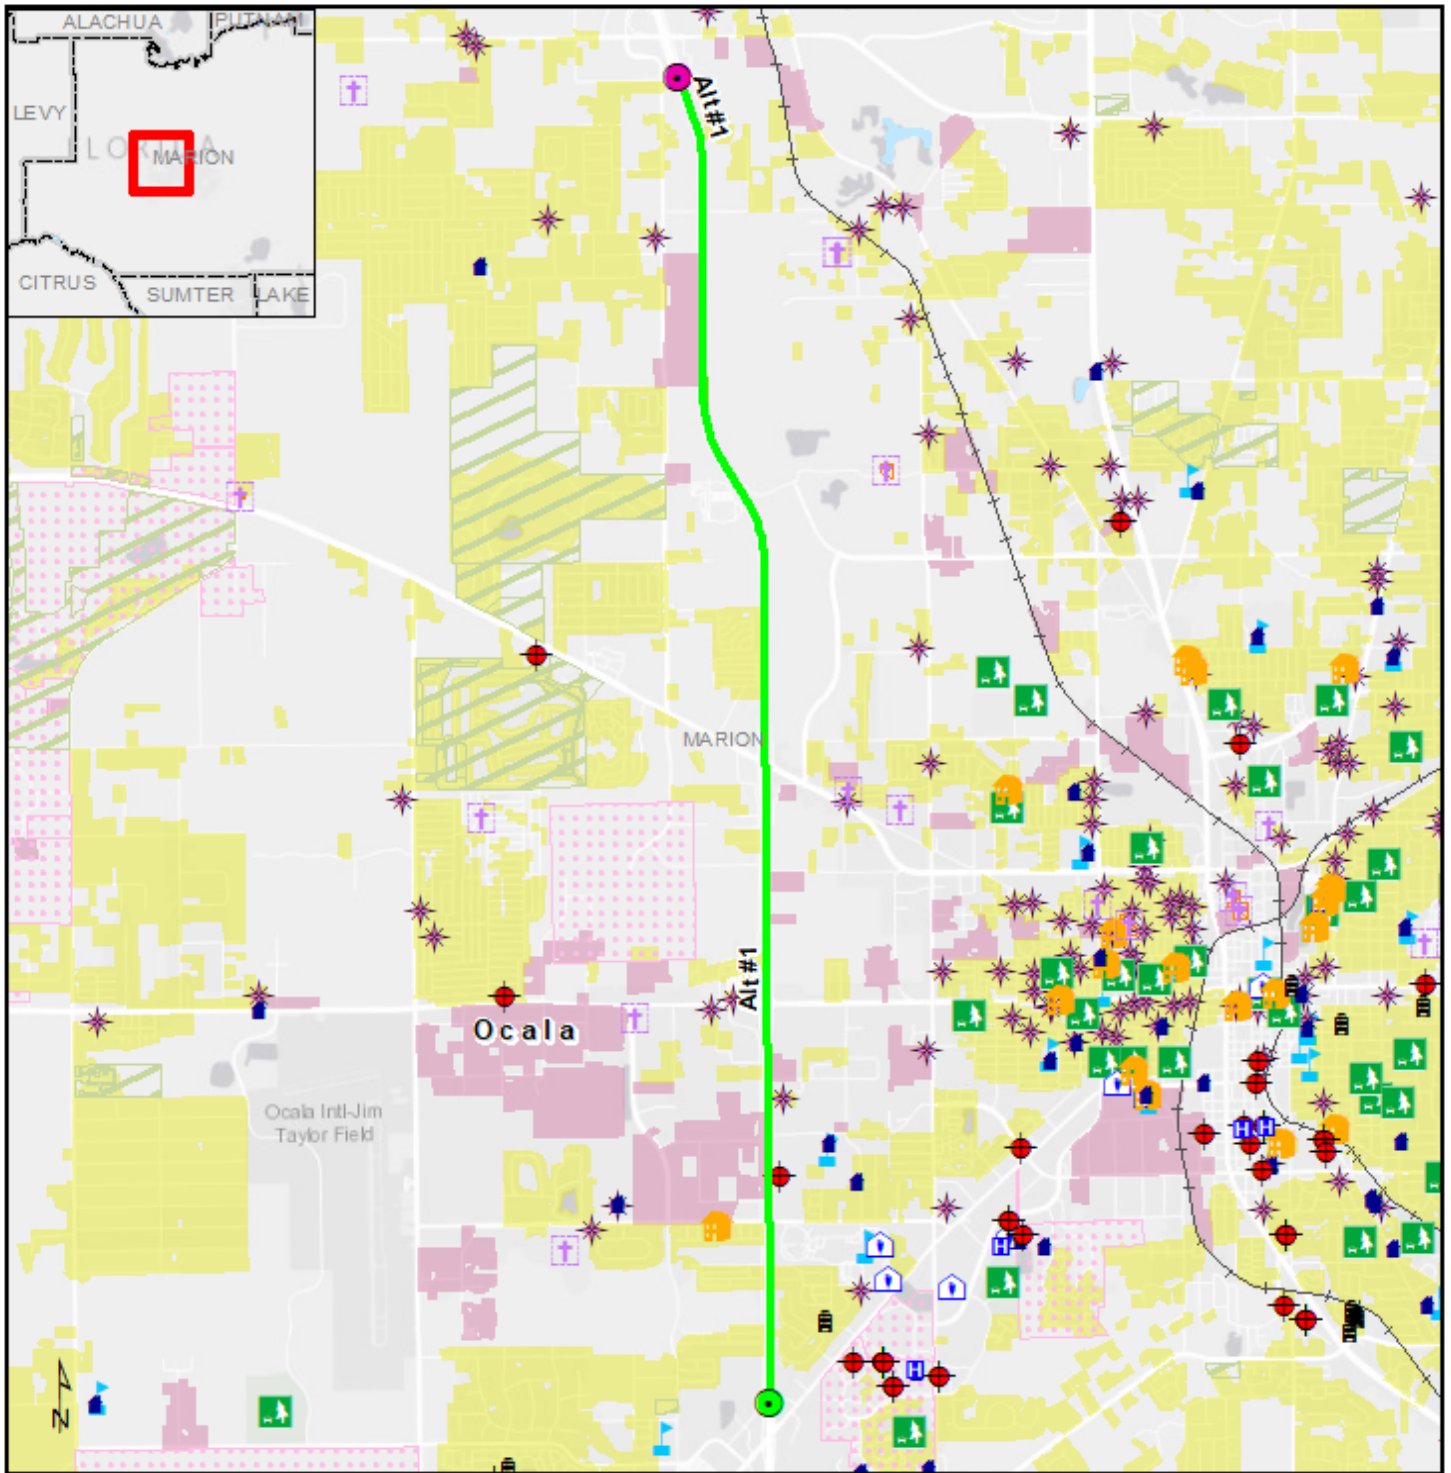 ALACHUA
PUTNAM
LEVY
FLORIDA
MARION
CITRUS
SUMTER
LAKE
Alt #1
MARION
Alt #1
Ocala
Ocala Intl-Jim
Taylor Field
H
H
H
H
N